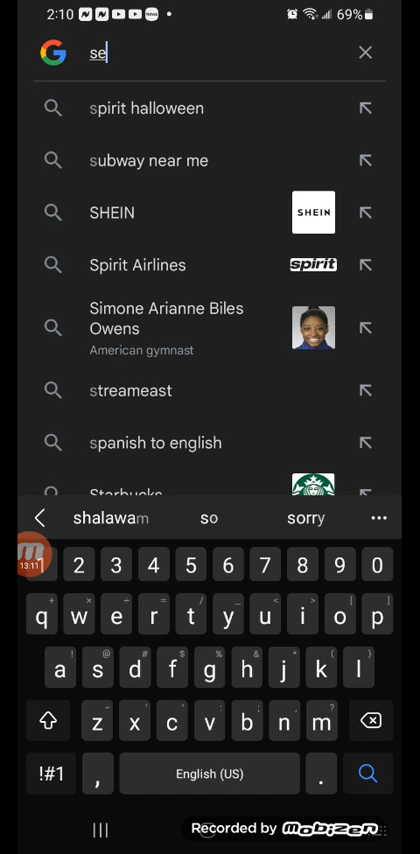 2:10 69%
se
spirit halloween
subway near me
SHEIN SHEIN
Spirit Airlines spirit
Simone Arianne Biles
Owens
American gymnast
streameast
spanish to english
Starbucks
shalawam so sorry
13:11
1 2 3 4 5 6 7 8 9 0
+ × ÷ = / _ < > [ ]
q w e r t y u i o p
! @ # $ % & * ( )
a s d f g h j k l
- ' " : ; , ?
z x c v b n m
!#1 , English (US) .
Recorded by mobizen